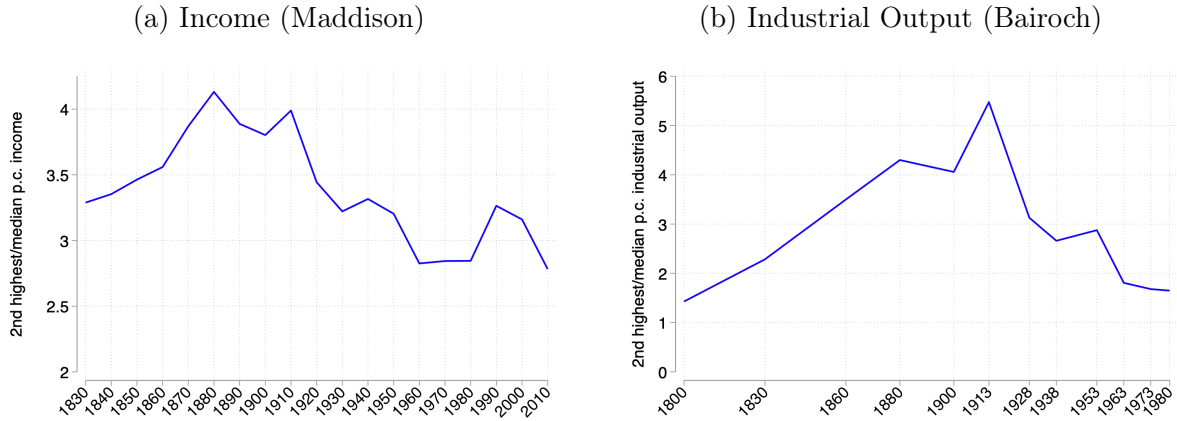 (a) Income (Maddison)
2nd highest/median p.c. income
4
3.5
3
2.5
2
1830 1840 1850 1860 1870 1880 1890 1900 1910 1920 1930 1940 1950 1960 1970 1980 1990 2000 2010
(b) Industrial Output (Bairoch)
2nd highest/median p.c. industrial output
6
5
4
3
2
1
0
1800 1830 1860 1880 1900 1913 1928 1938 1953 1963 1973 1980